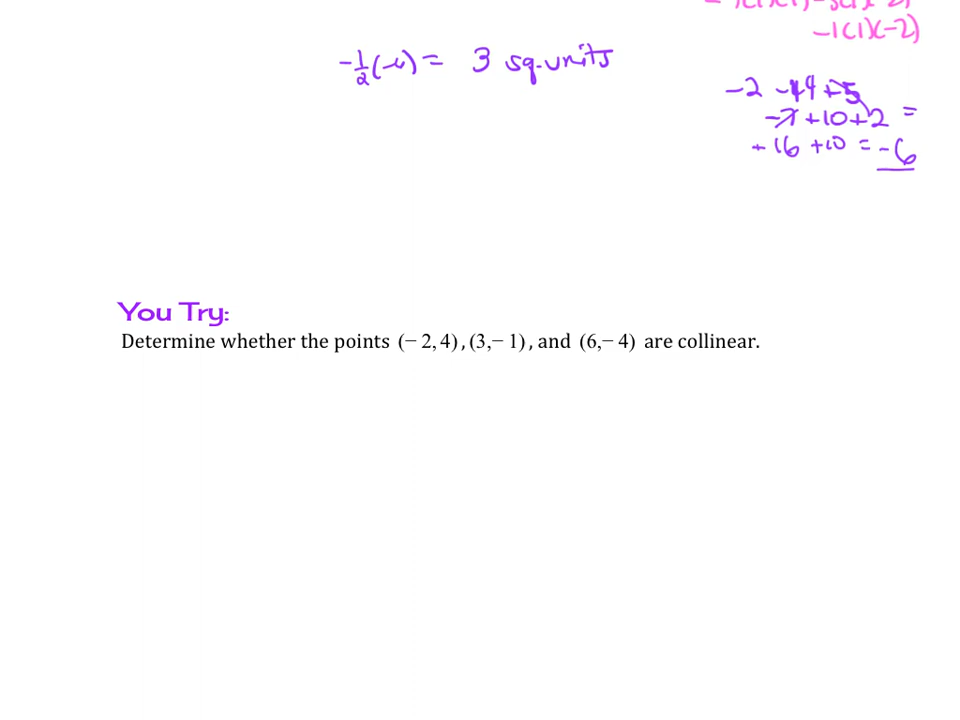 -1(1)(-2)
-½(-6) = 3 sq.units
-2 -49 +5
-7 +10 +2 =
-16 +10 = -6
You Try:
Determine whether the points (− 2, 4) , (3,− 1) , and (6,− 4) are collinear.